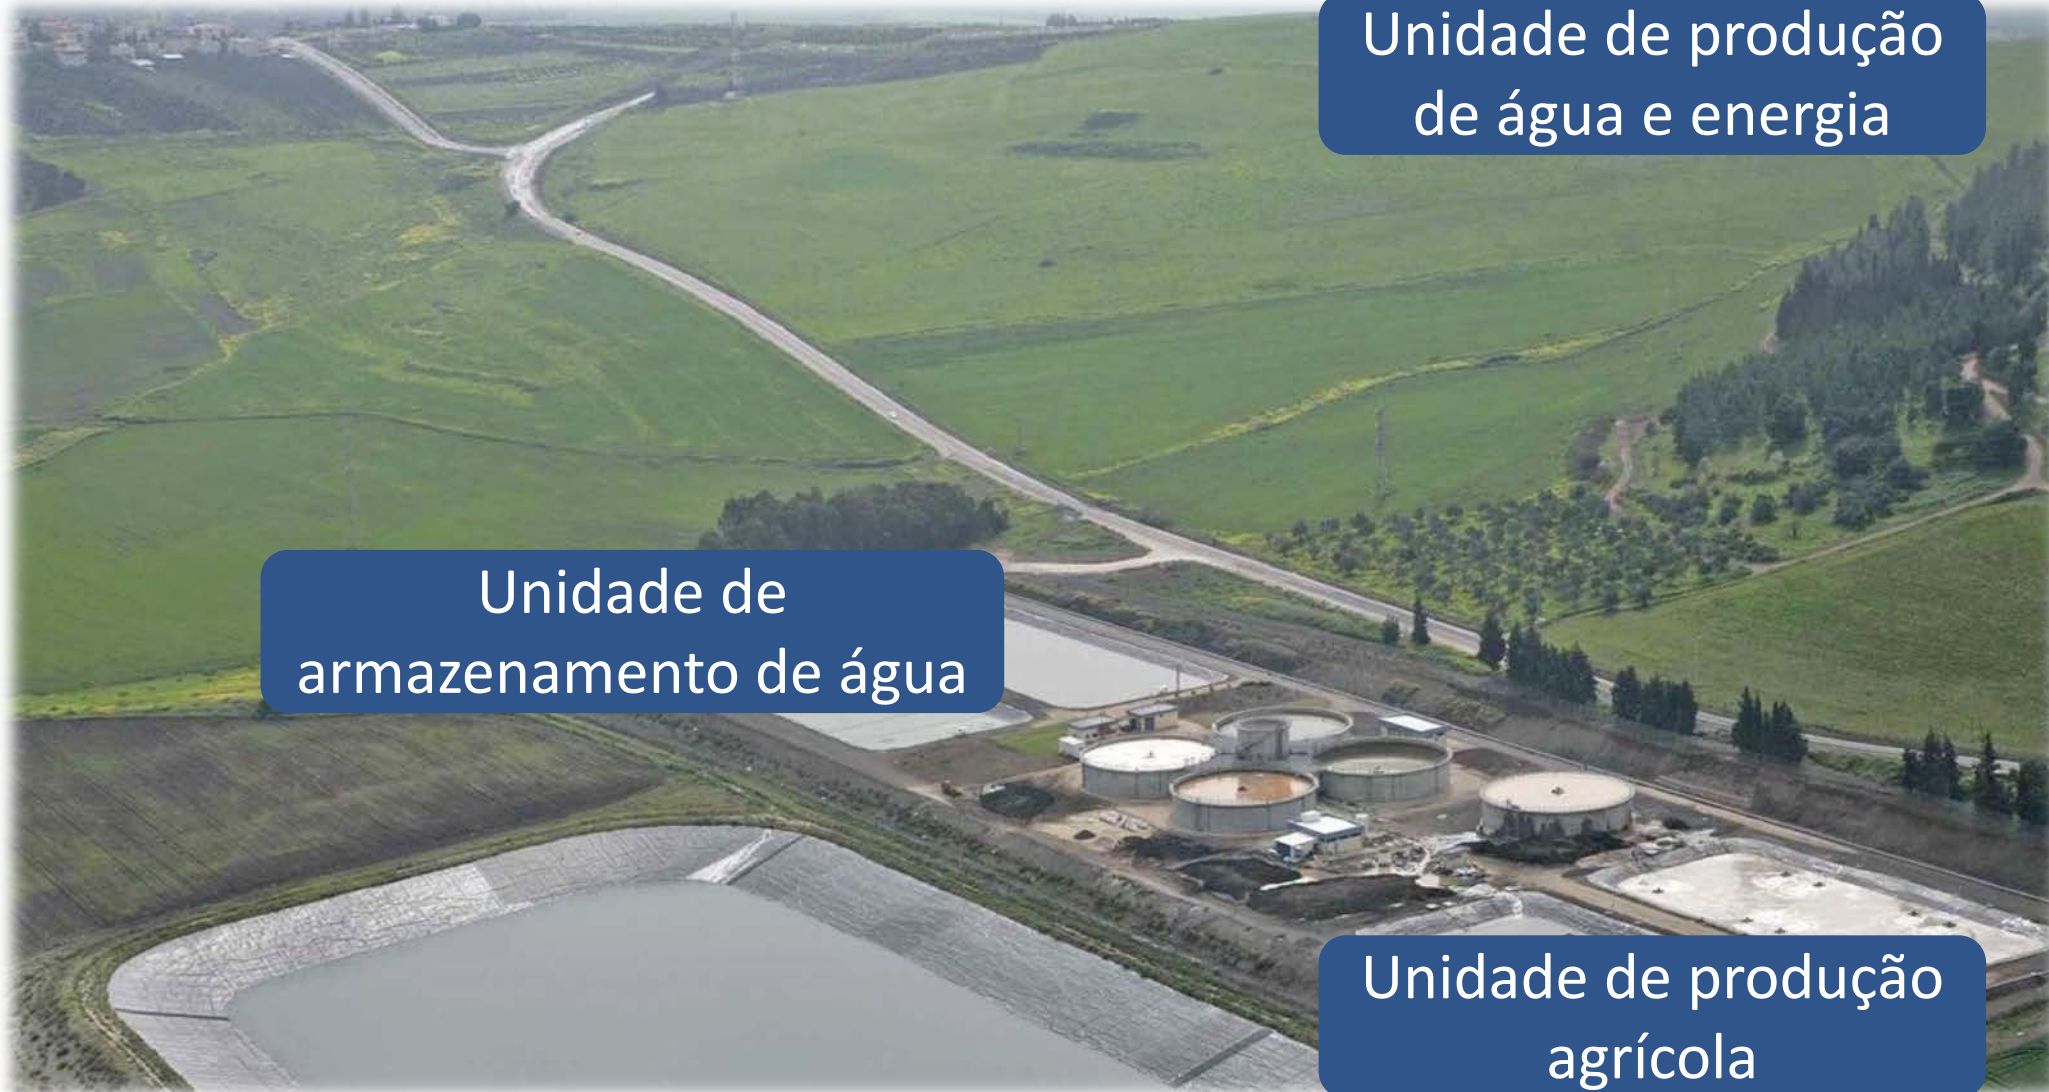 Unidade de produção
de água e energia
Unidade de
armazenamento de água
Unidade de produção
agrícola